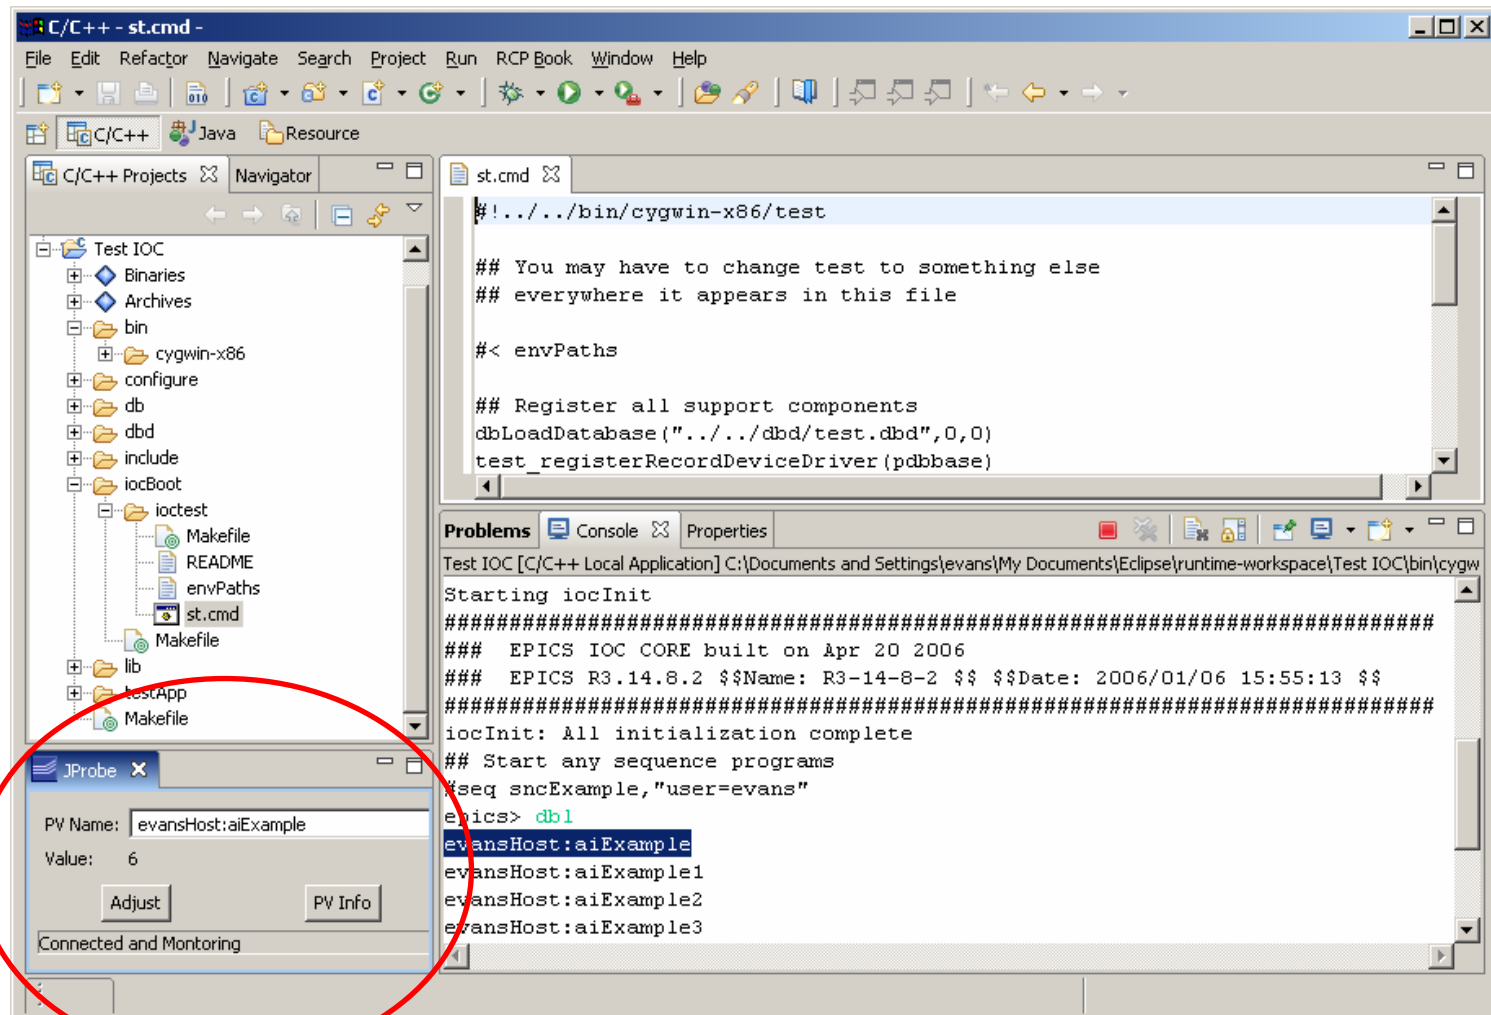 C/C++ - st.cmd -
File Edit Refactor Navigate Search Project Run RCP Book Window Help
C/C++ Java Resource
C/C++ Projects Navigator
Test IOC
Binaries
Archives
bin
cygwin-x86
configure
db
dbd
include
iocBoot
ioctest
Makefile
README
envPaths
st.cmd
Makefile
lib
testApp
Makefile
JProbe
PV Name: evansHost:aiExample
Value: 6
Adjust PV Info
Connected and Montoring
st.cmd
#!../../bin/cygwin-x86/test
## You may have to change test to something else
## everywhere it appears in this file
#< envPaths
## Register all support components
dbLoadDatabase("../../dbd/test.dbd",0,0)
test_registerRecordDeviceDriver(pdbbase)
Problems Console Properties
Test IOC [C/C++ Local Application] C:\Documents and Settings\evans\My Documents\Eclipse\runtime-workspace\Test IOC\bin\cygw
Starting iocInit
############################################################################
### EPICS IOC CORE built on Apr 20 2006
### EPICS R3.14.8.2 $$Name: R3-14-8-2 $$ $$Date: 2006/01/06 15:55:13 $$
############################################################################
iocInit: All initialization complete
## Start any sequence programs
#seq sncExample,"user=evans"
epics> dbl
evansHost:aiExample
evansHost:aiExample1
evansHost:aiExample2
evansHost:aiExample3